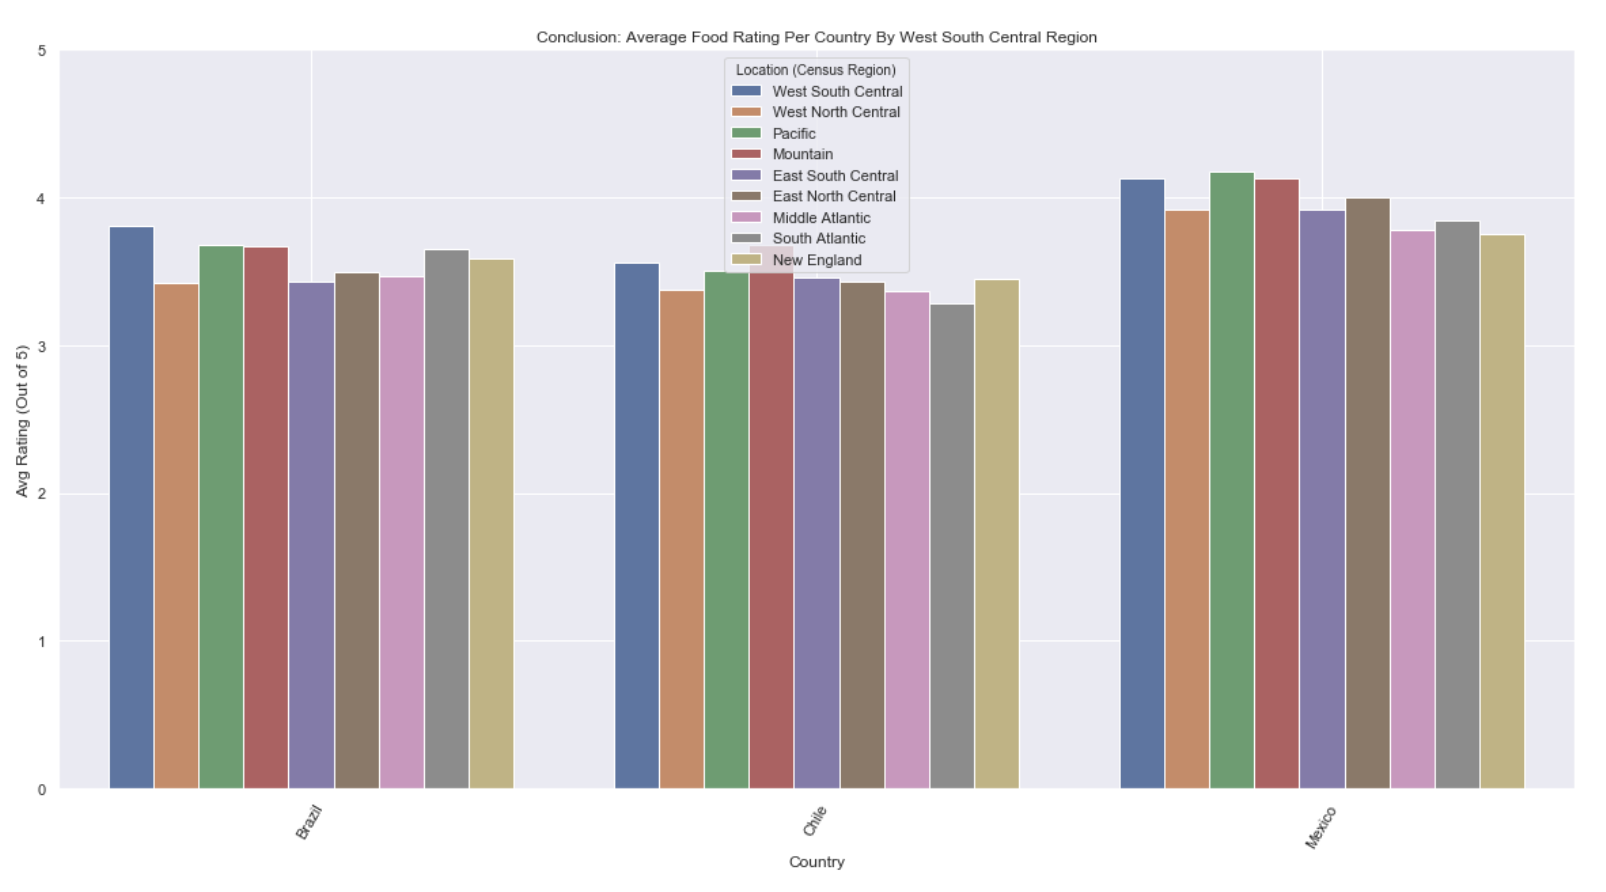 Conclusion: Average Food Rating Per Country By West South Central Region
Location (Census Region)
West South Central
West North Central
Pacific
Mountain
East South Central
East North Central
Middle Atlantic
South Atlantic
New England
Avg Rating (Out of 5)
5
4
3
2
1
0
Brazil
Chile
Mexico
Country